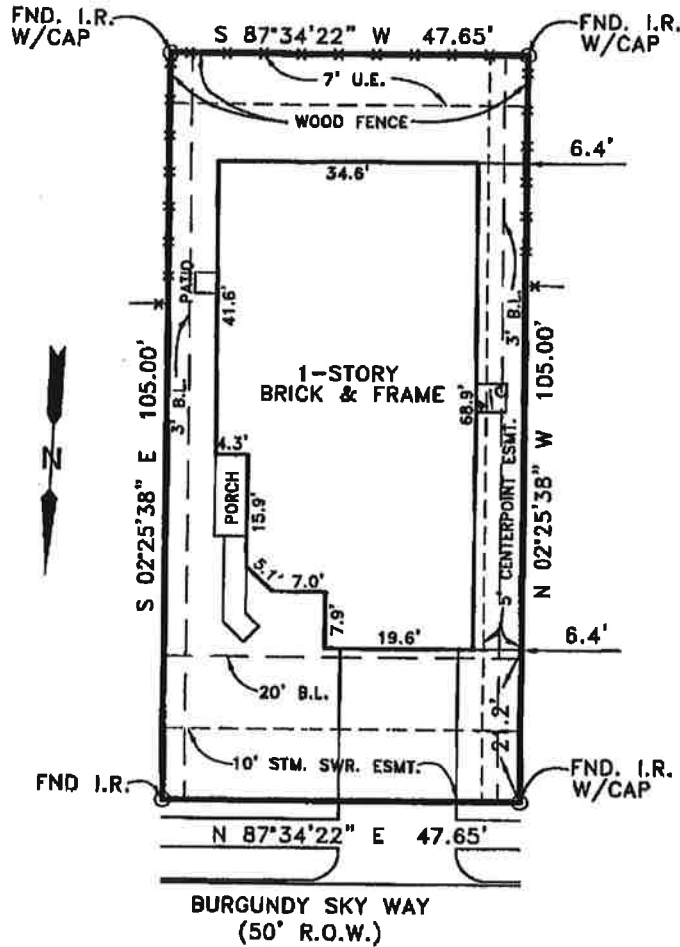 FND. I.R.
W/CAP
S 87°34'22" W 47.65'
FND. I.R.
W/CAP
7' U.E.
WOOD FENCE
6.4'
34.6'
PATIO
41.6'
3' B.L.
3' B.L.
1-STORY
BRICK & FRAME
68.9'
A/C
S 02°25'38" E 105.00'
N 02°25'38" W 105.00'
N
4.3'
PORCH
15.9'
5' CENTERPOINT ESMT.
5.1'
7.0'
7.9'
19.6'
6.4'
20' B.L.
21.2'
10' STM. SWR. ESMT.
FND I.R.
FND. I.R.
W/CAP
N 87°34'22" E 47.65'
BURGUNDY SKY WAY
(50' R.O.W.)